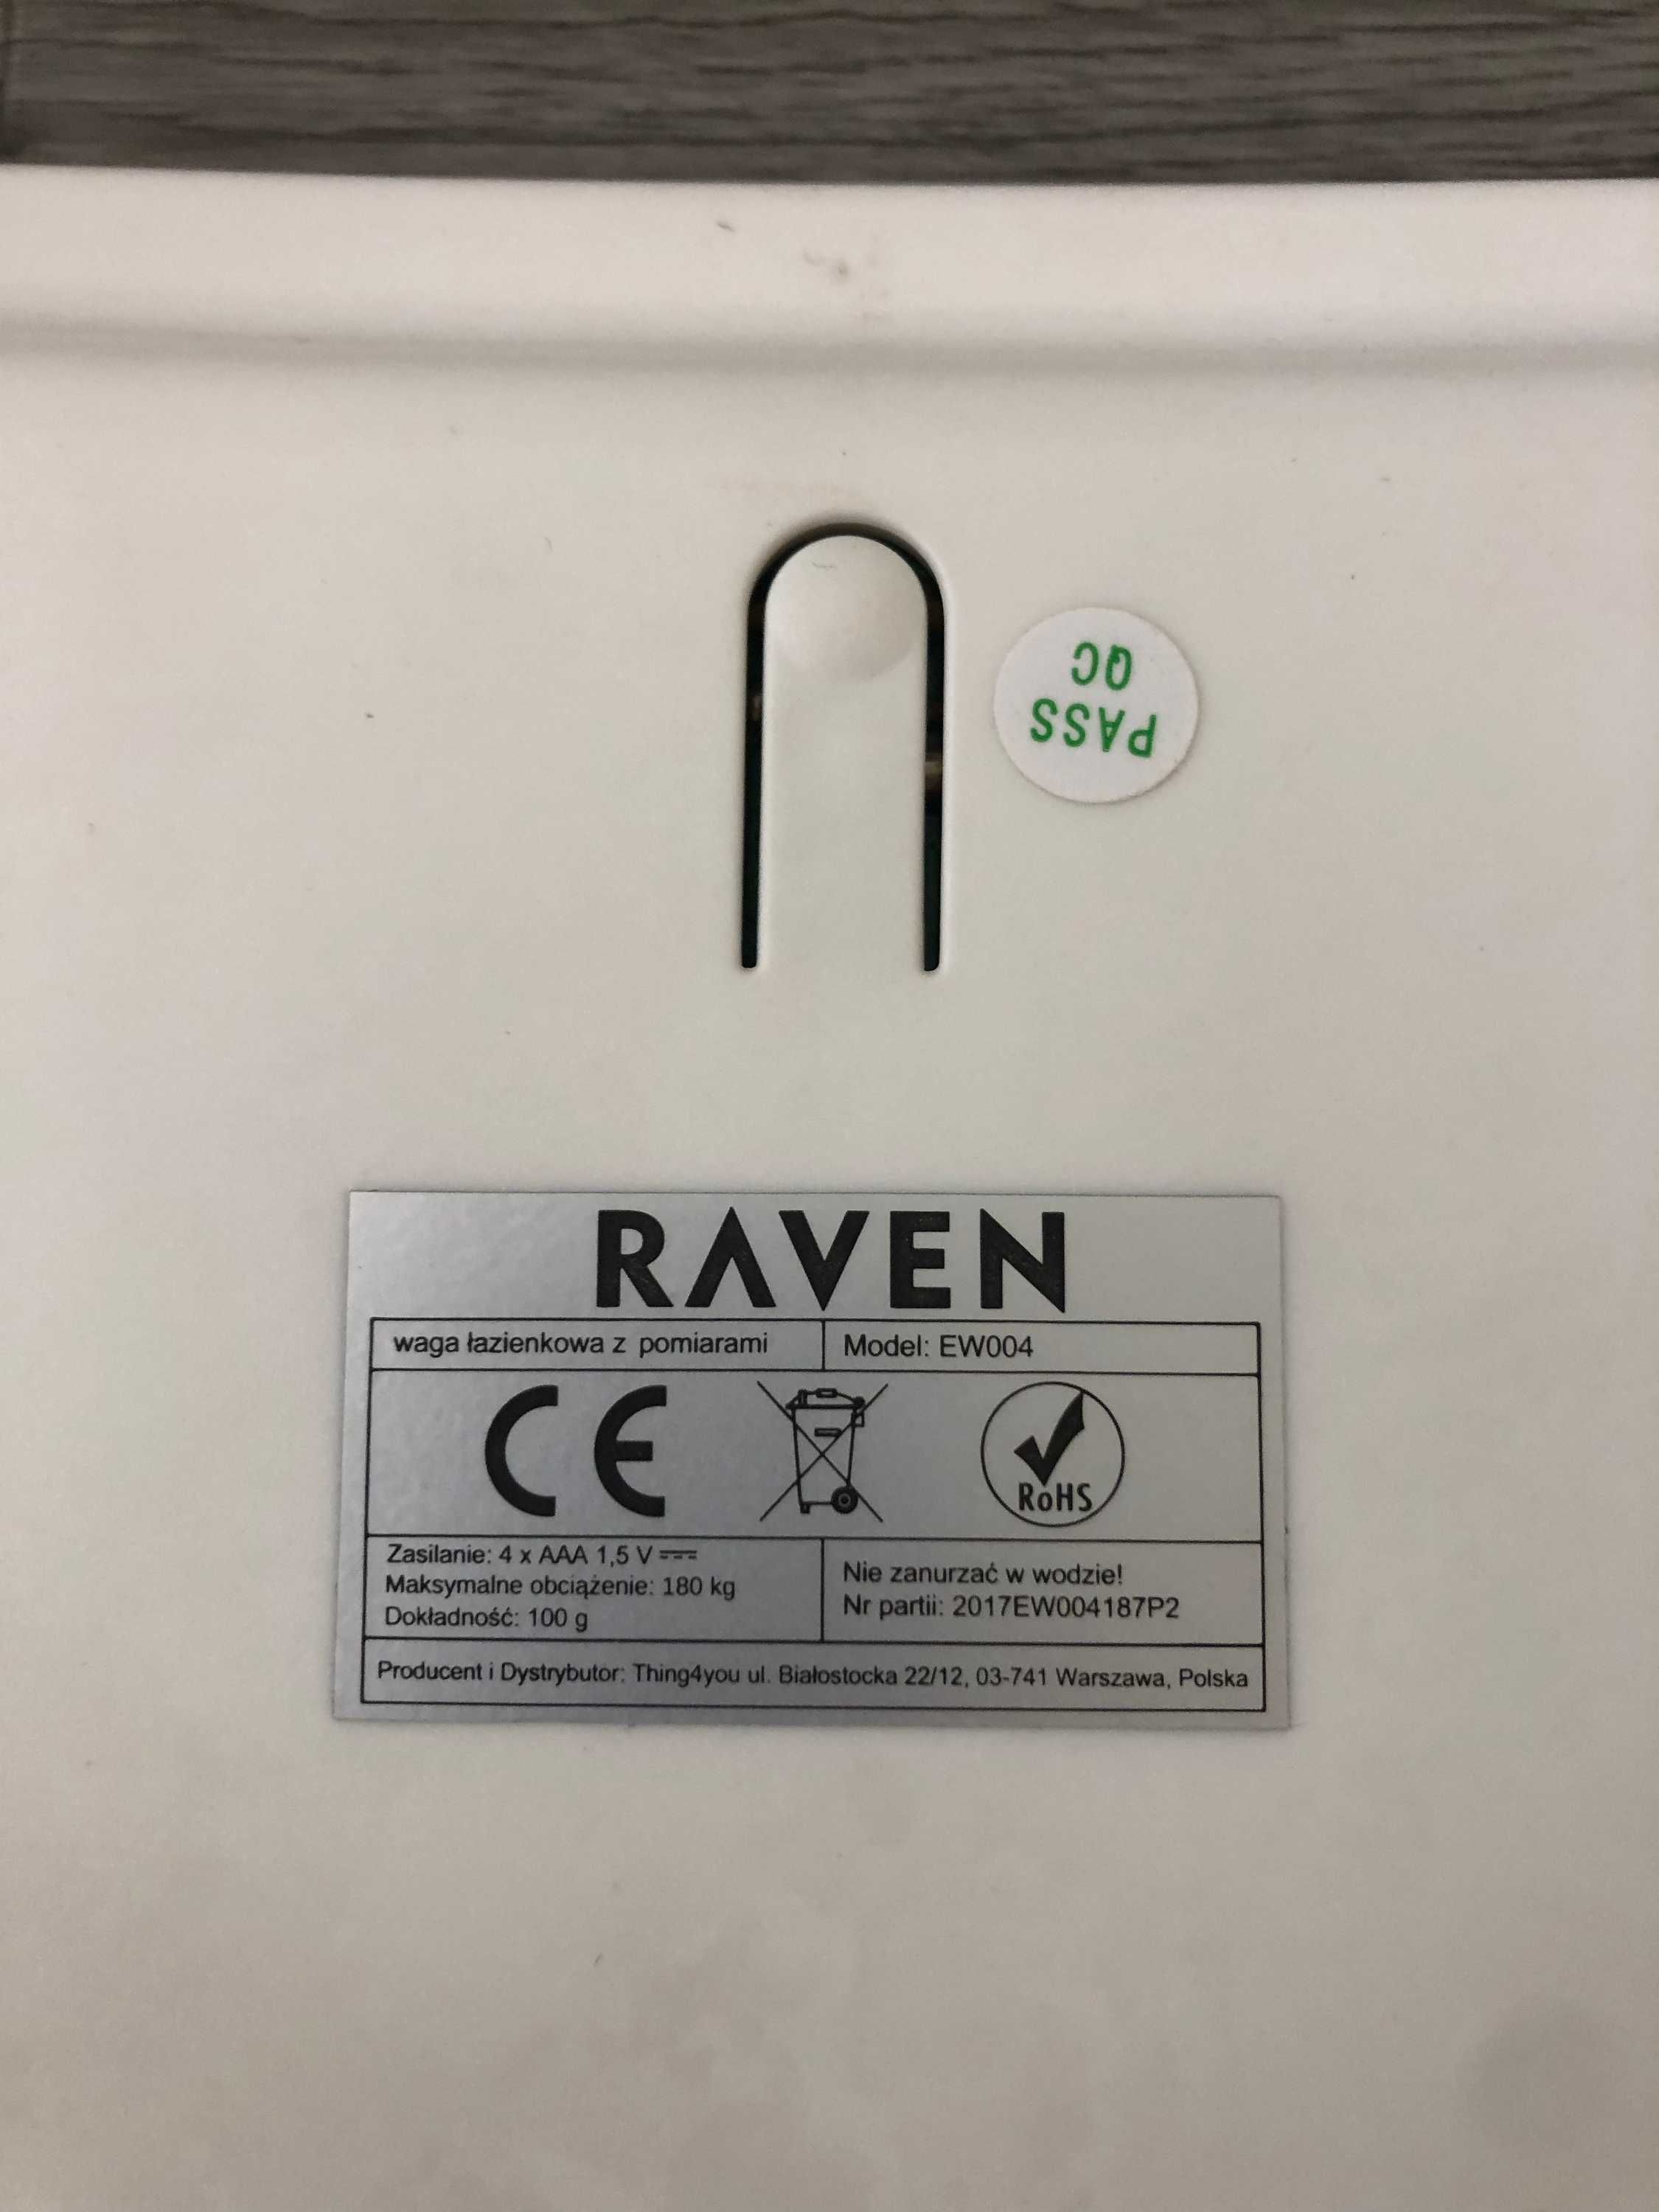 QC
PASS
RAVEN
waga łazienkowa z pomiarami
Model: EW004
CE
RoHS
Zasilanie: 4 x AAA 1,5 V
Maksymalne obciążenie: 180 kg
Dokładność: 100 g
Nie zanurzać w wodzie!
Nr partii: 2017EW004187P2
Producent i Dystrybutor: Thing4you ul. Białostocka 22/12, 03-741 Warszawa, Polska